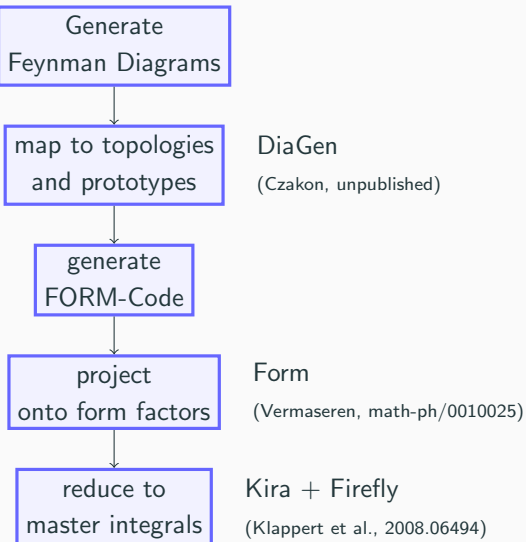 Generate
Feynman Diagrams
map to topologies
and prototypes
DiaGen
(Czakon, unpublished)
generate
FORM-Code
project
onto form factors
Form
(Vermaseren, math-ph/0010025)
reduce to
master integrals
Kira + Firefly
(Klappert et al., 2008.06494)